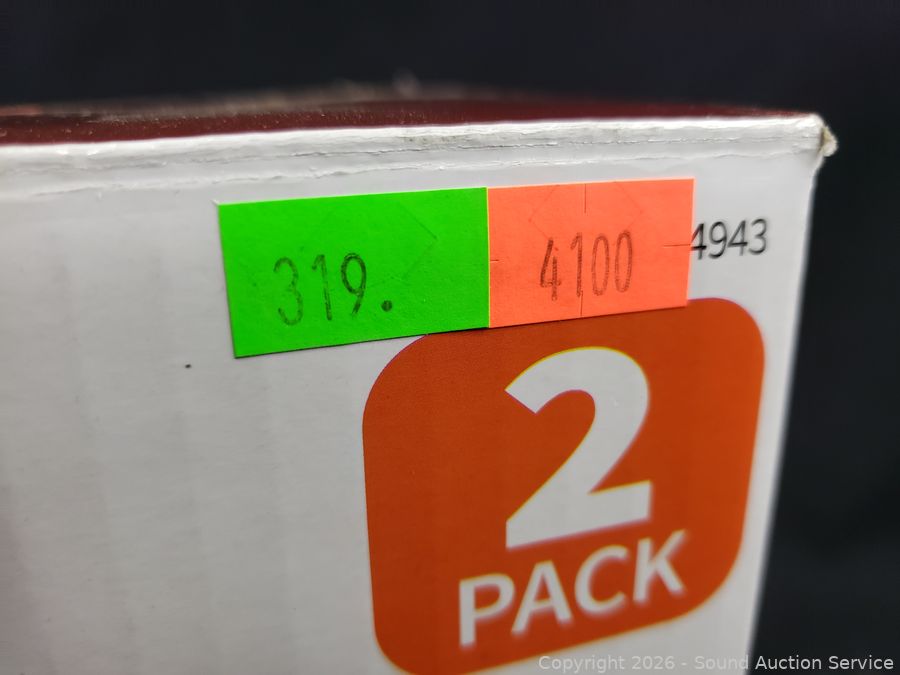 319. 4100 4943
2
PACK
Copyright 2026 - Sound Auction Service